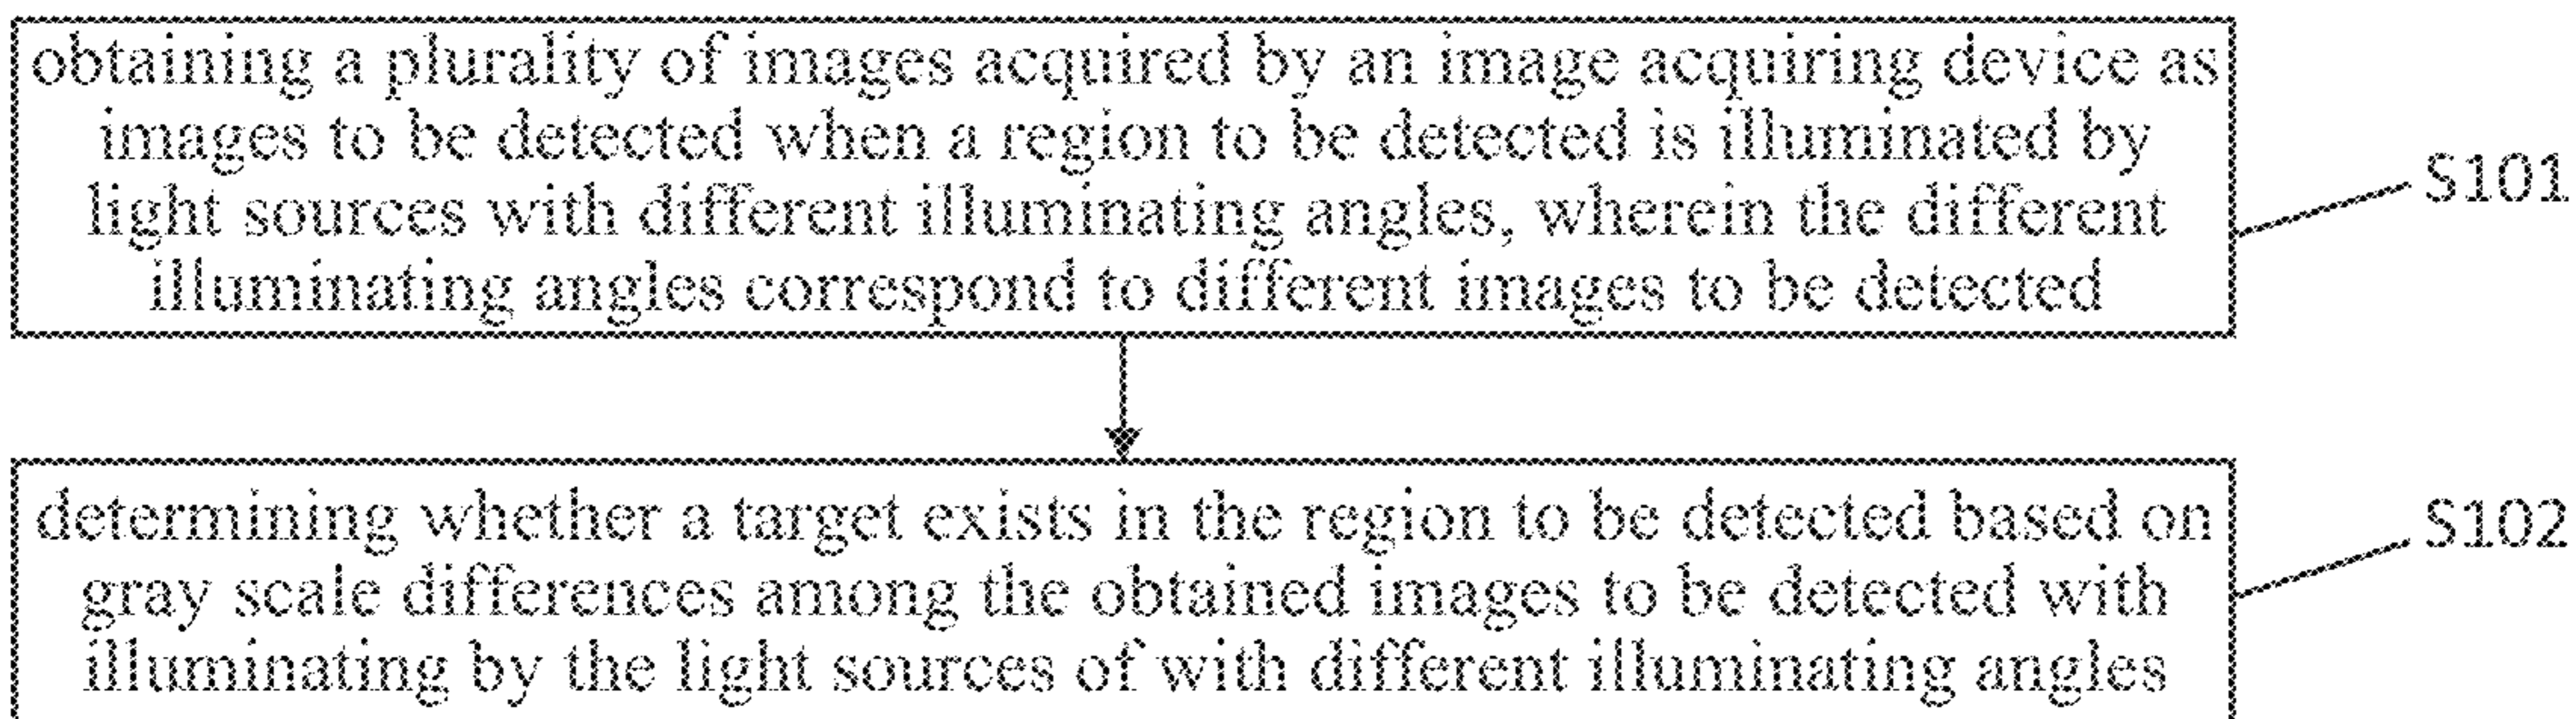 obtaining a plurality of images acquired by an image acquiring device as
images to be detected when a region to be detected is illuminated by
light sources with different illuminating angles, wherein the different
illuminating angles correspond to different images to be detected
S101
determining whether a target exists in the region to be detected based on
gray scale differences among the obtained images to be detected with
illuminating by the light sources of with different illuminating angles
S102